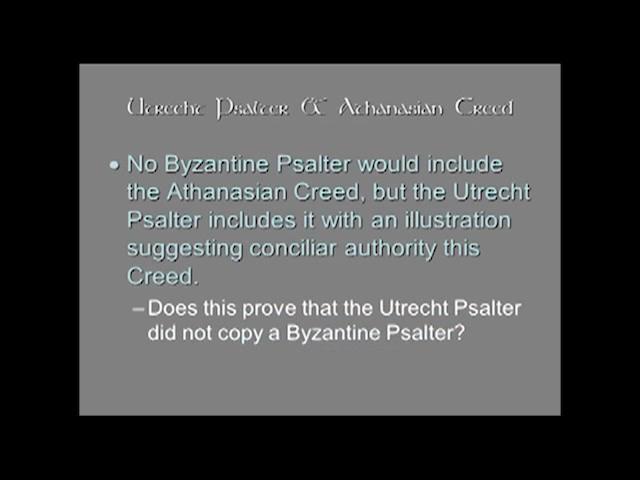 Utrecht Psalter & Athanasian Creed
• No Byzantine Psalter would include
the Athanasian Creed, but the Utrecht
Psalter includes it with an illustration
suggesting conciliar authority this
Creed.
– Does this prove that the Utrecht Psalter
did not copy a Byzantine Psalter?